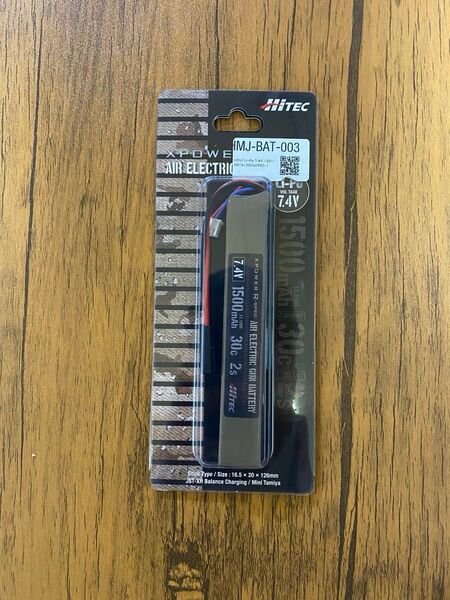 HiTEC
HMJ-BAT-003
XPOWER
AIR ELECTRIC
Li-Po
VOLTAGE
7.4V
1500mAh
30c
XPOWER R-SPEC
AIR ELECTRIC GUN BATTERY
7.4V
1500mAh
30c
2s
HiTEC
Stick Type / Size : 16.5 × 20 × 126mm
JST-XH Balance Charging / Mini Tamiya